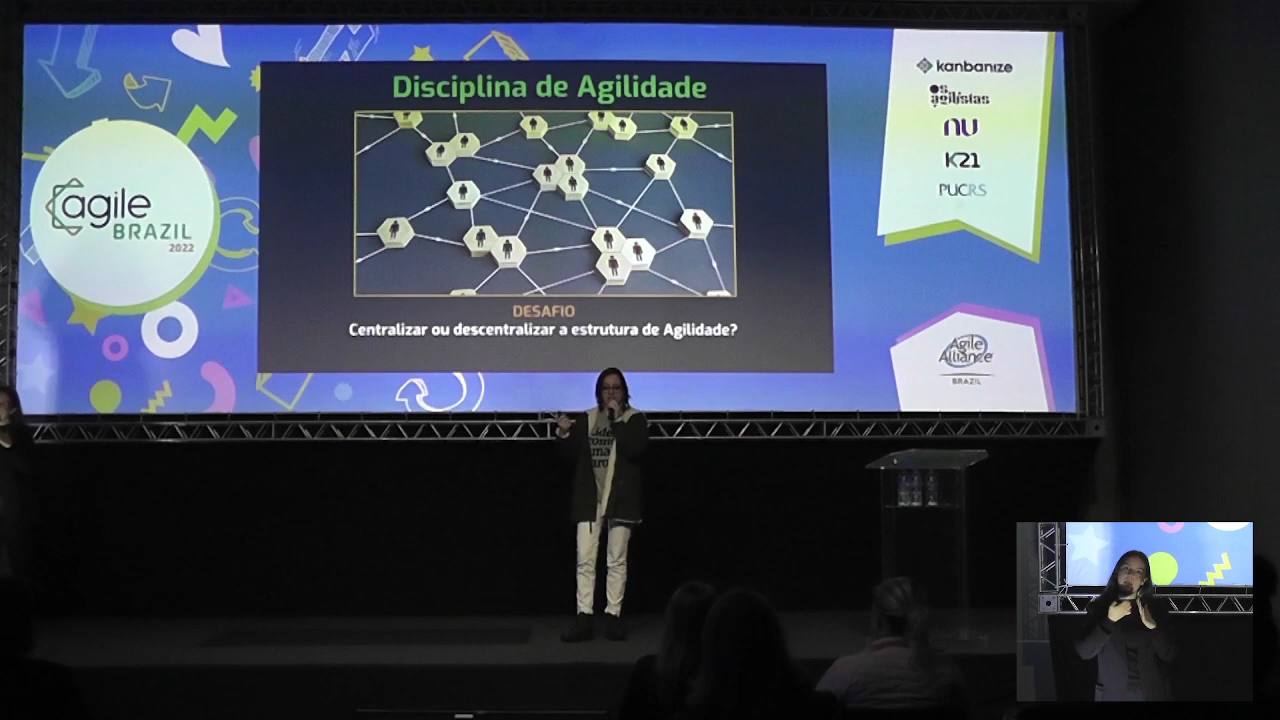 Disciplina de Agilidade
DESAFIO
Centralizar ou descentralizar a estrutura de Agilidade?
agile
BRAZIL
2022
kanbanize
os
agilistas
nu
K21
PUCRS
Agile
Alliance
BRAZIL